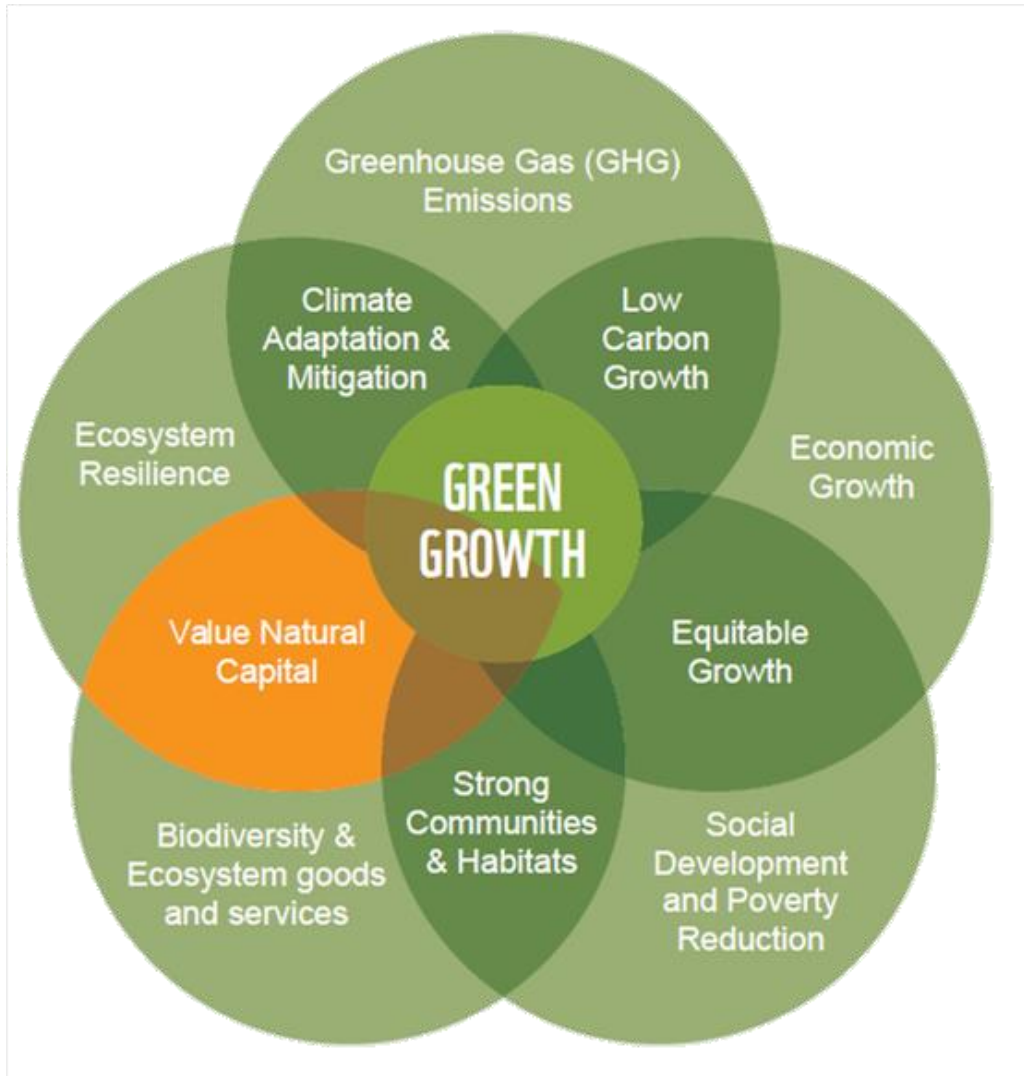 Greenhouse Gas (GHG)
Emissions
Climate
Adaptation &
Mitigation
Low
Carbon
Growth
Ecosystem
Resilience
Economic
Growth
GREEN
GROWTH
Value Natural
Capital
Equitable
Growth
Strong
Communities
& Habitats
Biodiversity &
Ecosystem goods
and services
Social
Development
and Poverty
Reduction